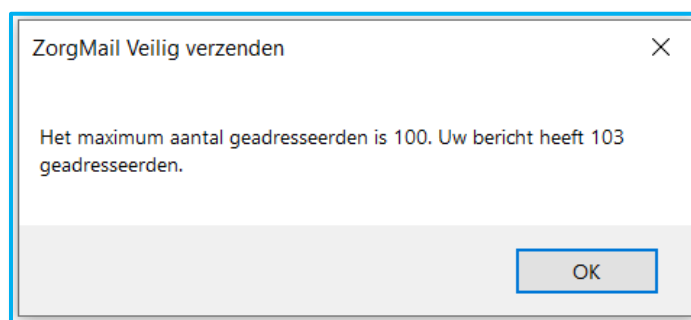 ZorgMail Veilig verzenden
Het maximum aantal geadresseerden is 100. Uw bericht heeft 103
geadresseerden.
OK